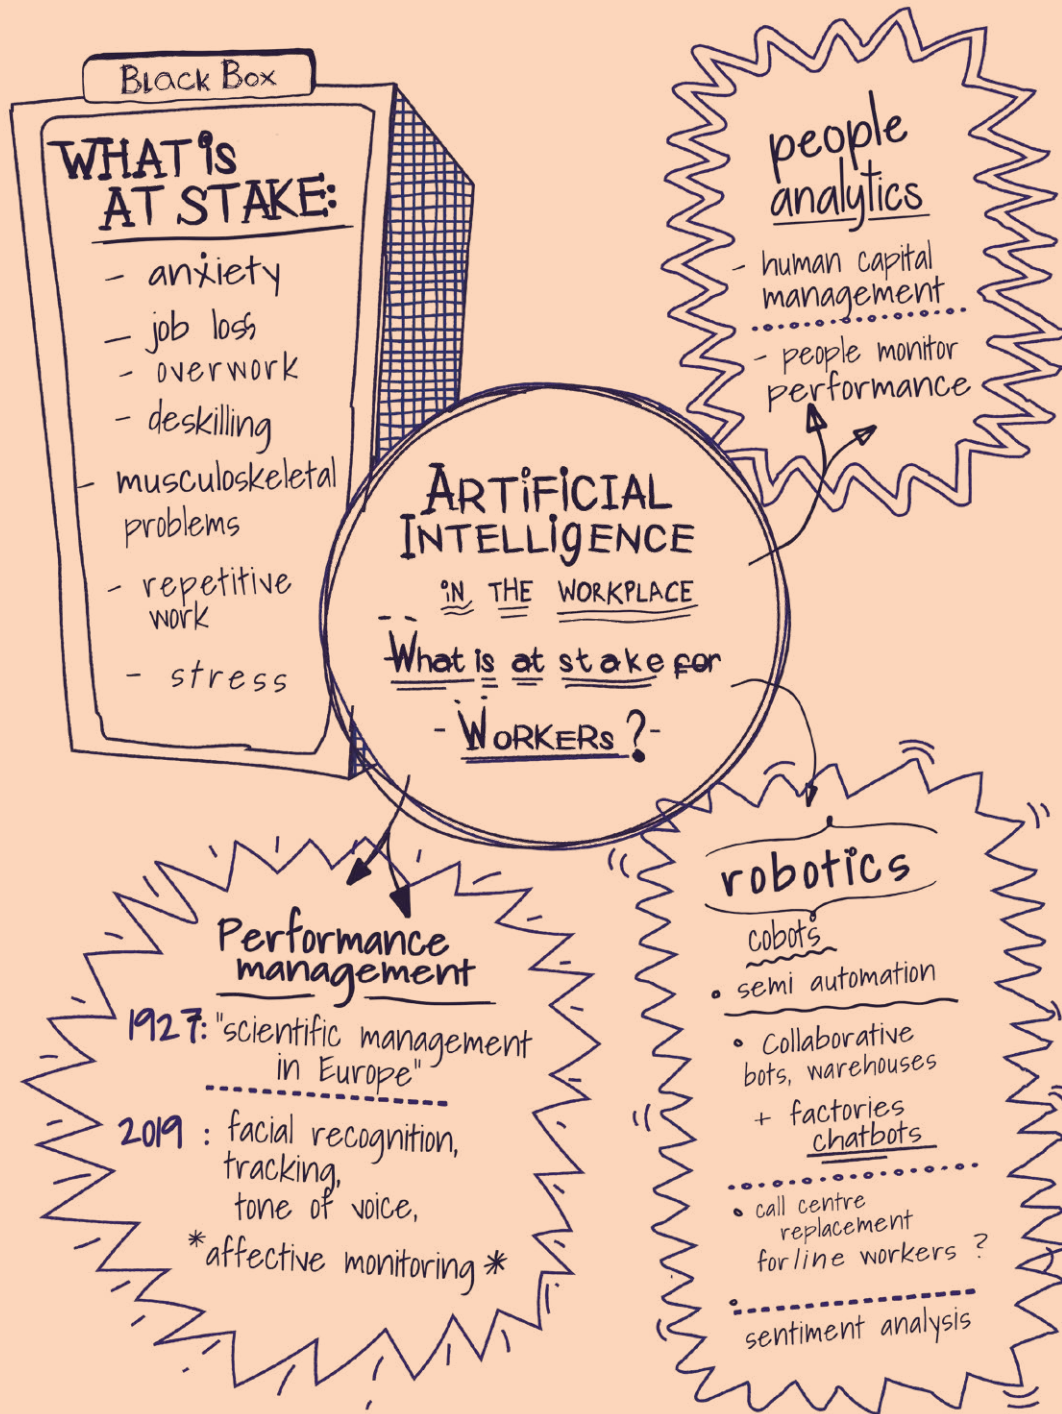 Black Box
WHAT is
AT STAKE:
- anxiety
- job loss
- overwork
- deskilling
- musculoskeletal
problems
- repetitive
work
- stress
people
analytics
- human capital
management
- people monitor
performance
ARTiFiCIAL
INTELLigENCE
iN THE WORKPLACE
What is at stake for
- WORKERs ? -
Performance
management
1927: "scientific management
in Europe"
2019 : facial recognition,
tracking,
tone of voice,
*affective monitoring *
robotics
cobots
• semi automation
• Collaborative
bots, warehouses
+ factories
chatbots
• call centre
replacement
for line workers ?
•
sentiment analysis